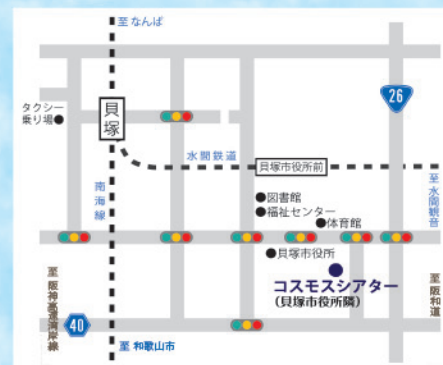 至 なんば
26
タクシー
乗り場
貝塚
水間鉄道
貝塚市役所前
至 水間観音
南海線
図書館
福祉センター
体育館
貝塚市役所
コスモスシアター
(貝塚市役所隣)
至 阪神高速湾岸線
40
至 和歌山市
至 阪和道